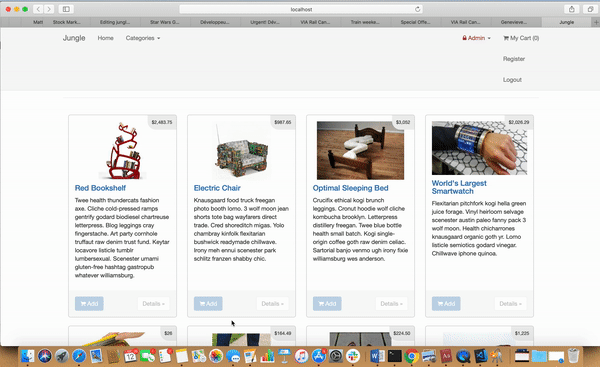 localhost
Matt
Stock Mark...
Editing jungl...
Star Wars G...
Développeu...
Urgent! Dév...
VIA Rail Can...
Train-weeke...
Special Offe...
VIA Rail Can...
Genevieve...
Jungle
Jungle
Home
Categories
Admin
My Cart (0)
Register
Logout
$2,483.75
Red Bookshelf
Twee health thundercats fashion
axe. Cliche cold-pressed ramps
gentrify godard biodiesel chartreuse
letterpress. Blog leggings cray
fingerstache. Art party cornhole
truffaut raw denim trust fund. Keytar
locavore listicle tumblr
lumbersexual. Scenester umami
gluten-free hashtag gastropub
whatever williamsburg.
Add
Details »
$987.65
Electric Chair
Knausgaard food truck freegan
photo booth lomo. 3 wolf moon jean
shorts tote bag wayfarers direct
trade. Cred shoreditch migas. Yolo
chambray kinfolk flexitarian
bushwick readymade chillwave.
Irony meh ennui scenester park
schlitz franzen shabby chic.
Add
Details »
$3,052
Optimal Sleeping Bed
Crucifix ethical kogi brunch
leggings. Cronut hoodie wolf cliche
kombucha brooklyn. Letterpress
distillery freegan. Twee blue bottle
health small batch. Kogi single-
origin coffee goth raw denim celiac.
Sartorial banjo venmo ugh irony fixie
williamsburg wes anderson.
Add
Details »
$2,026.29
World's Largest
Smartwatch
Flexitarian pitchfork kogi hella green
juice forage. Vinyl heirloom selvage
scenester austin paleo fanny pack 3
wolf moon. Health chicharrones
knausgaard organic goth yr. Lomo
listicle semiotics godard vinegar.
Chillwave iphone quinoa.
Add
Details »
$26
$164.49
$224.50
$1,225